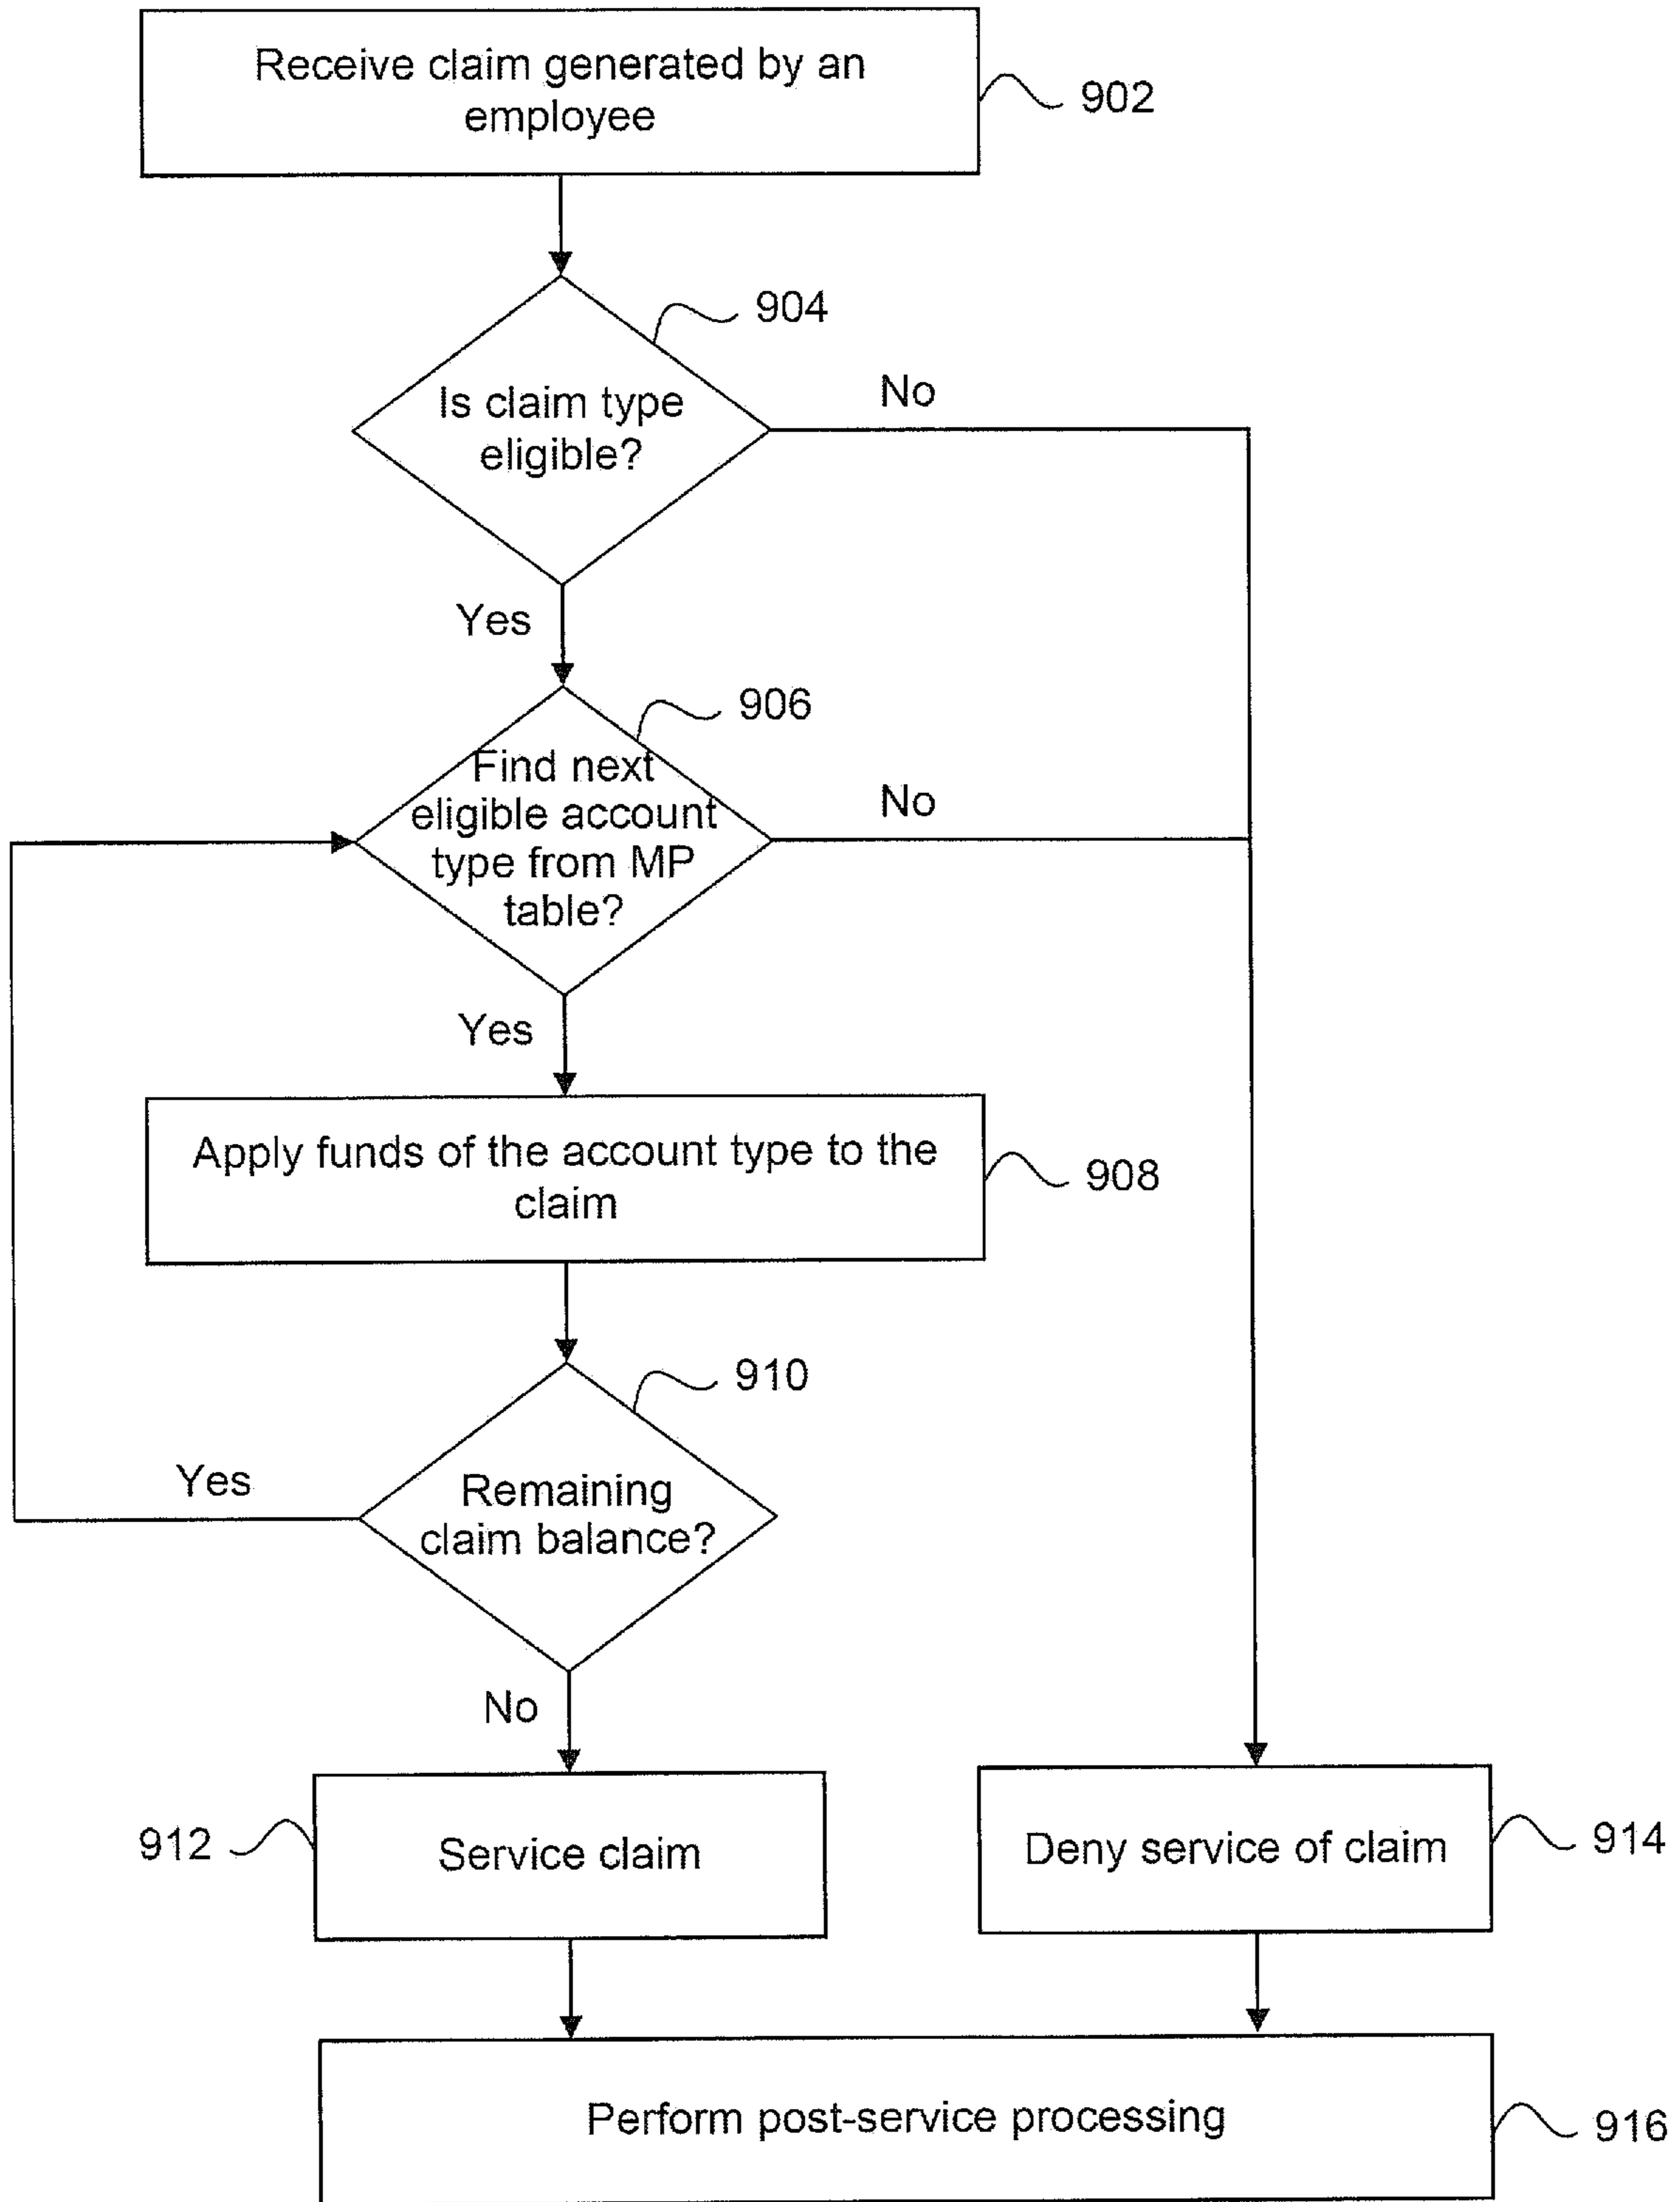 Receive claim generated by an
employee
902
904
Is claim type
eligible?
No
Yes
906
Find next
eligible account
type from MP
table?
No
Yes
Apply funds of the account type to the
claim
908
910
Remaining
claim balance?
Yes
No
912
Service claim
Deny service of claim
914
Perform post-service processing
916